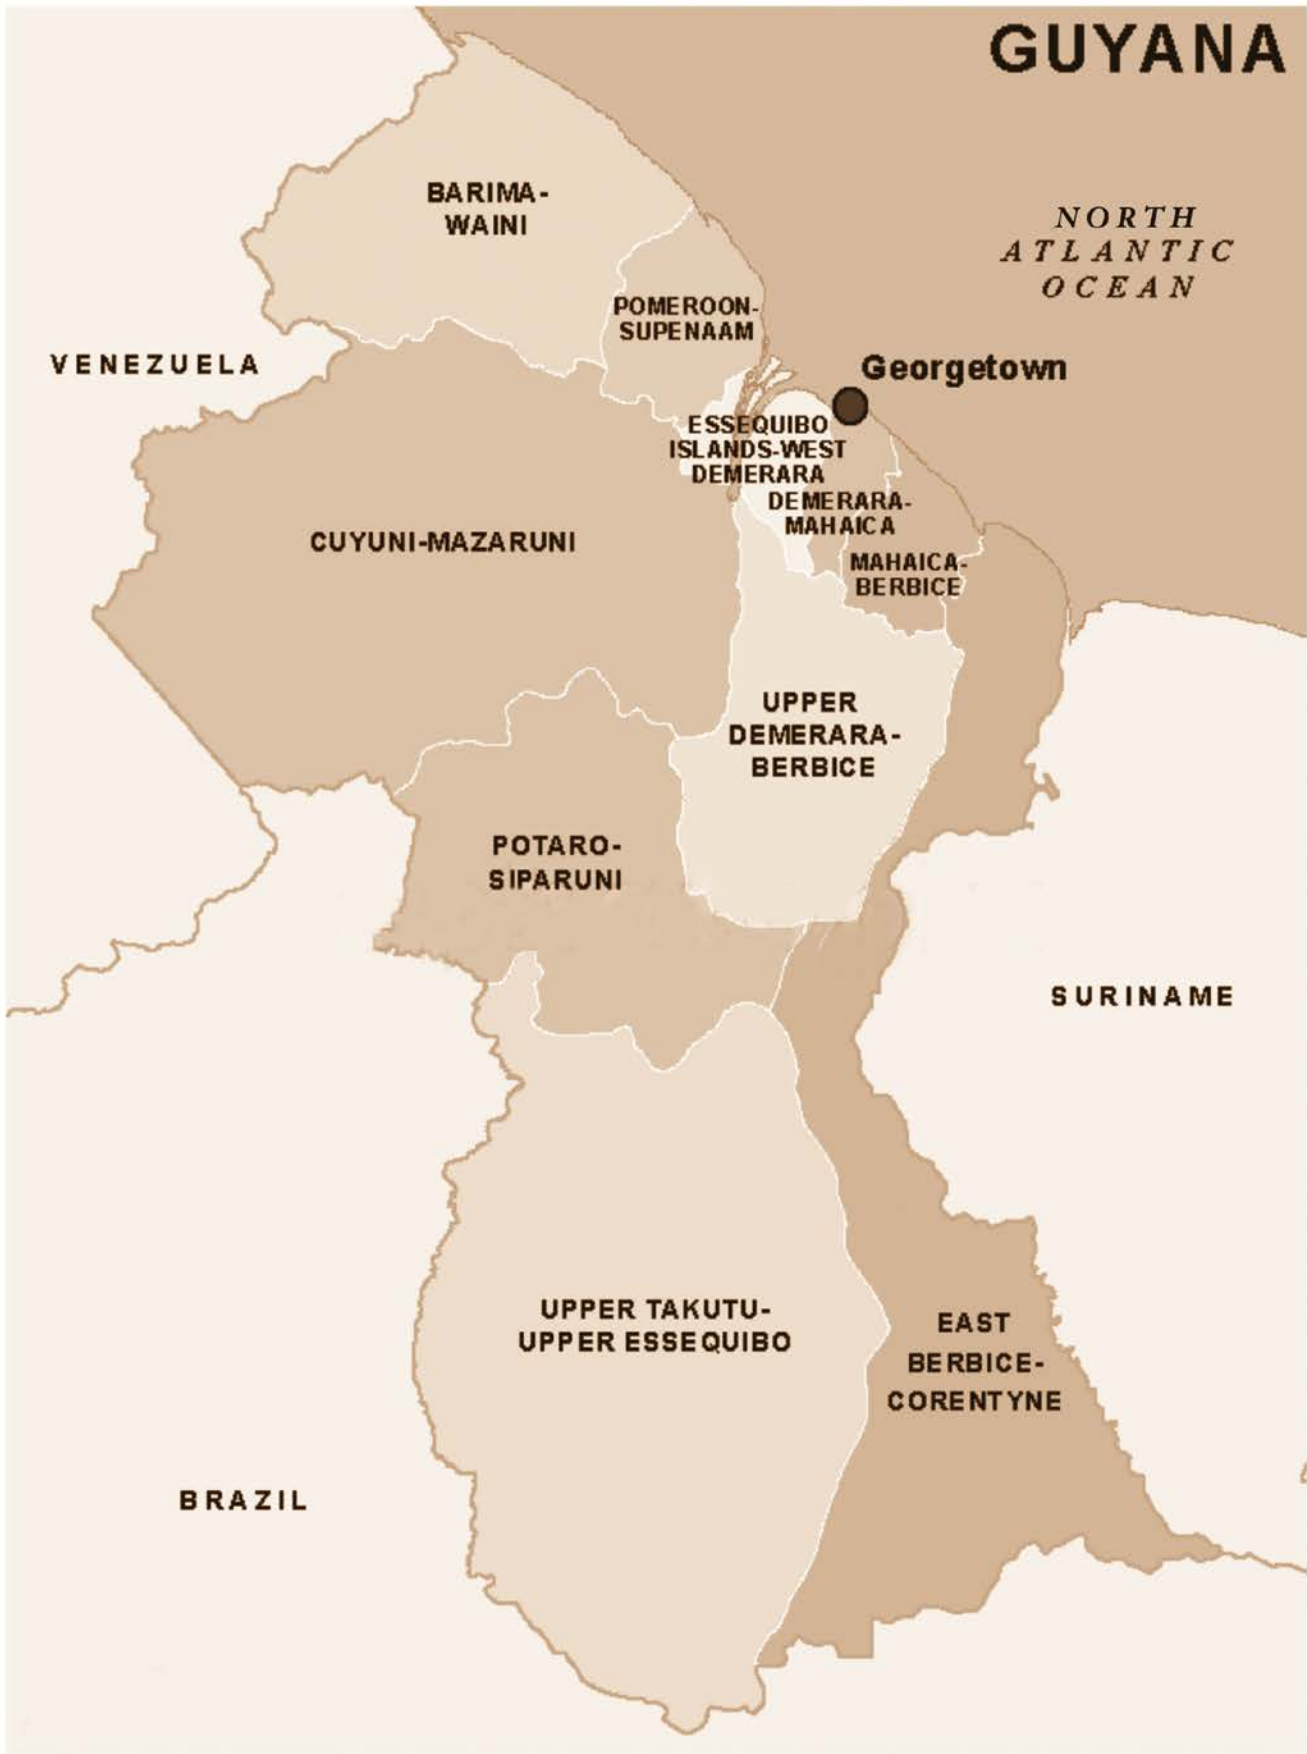 GUYANA
BARIMA-
WAINI
NORTH
ATLANTIC
OCEAN
POMEROON-
SUPENAAM
VENEZUELA
Georgetown
ESSEQUIBO
ISLANDS-WEST
DEMERARA
DEMERARA-
MAHAICA
CUYUNI-MAZARUNI
MAHAICA-
BERBICE
UPPER
DEMERARA-
BERBICE
POTARO-
SIPARUNI
SURINAME
UPPER TAKUTU-
UPPER ESSEQUIBO
EAST
BERBICE-
CORENTYNE
BRAZIL